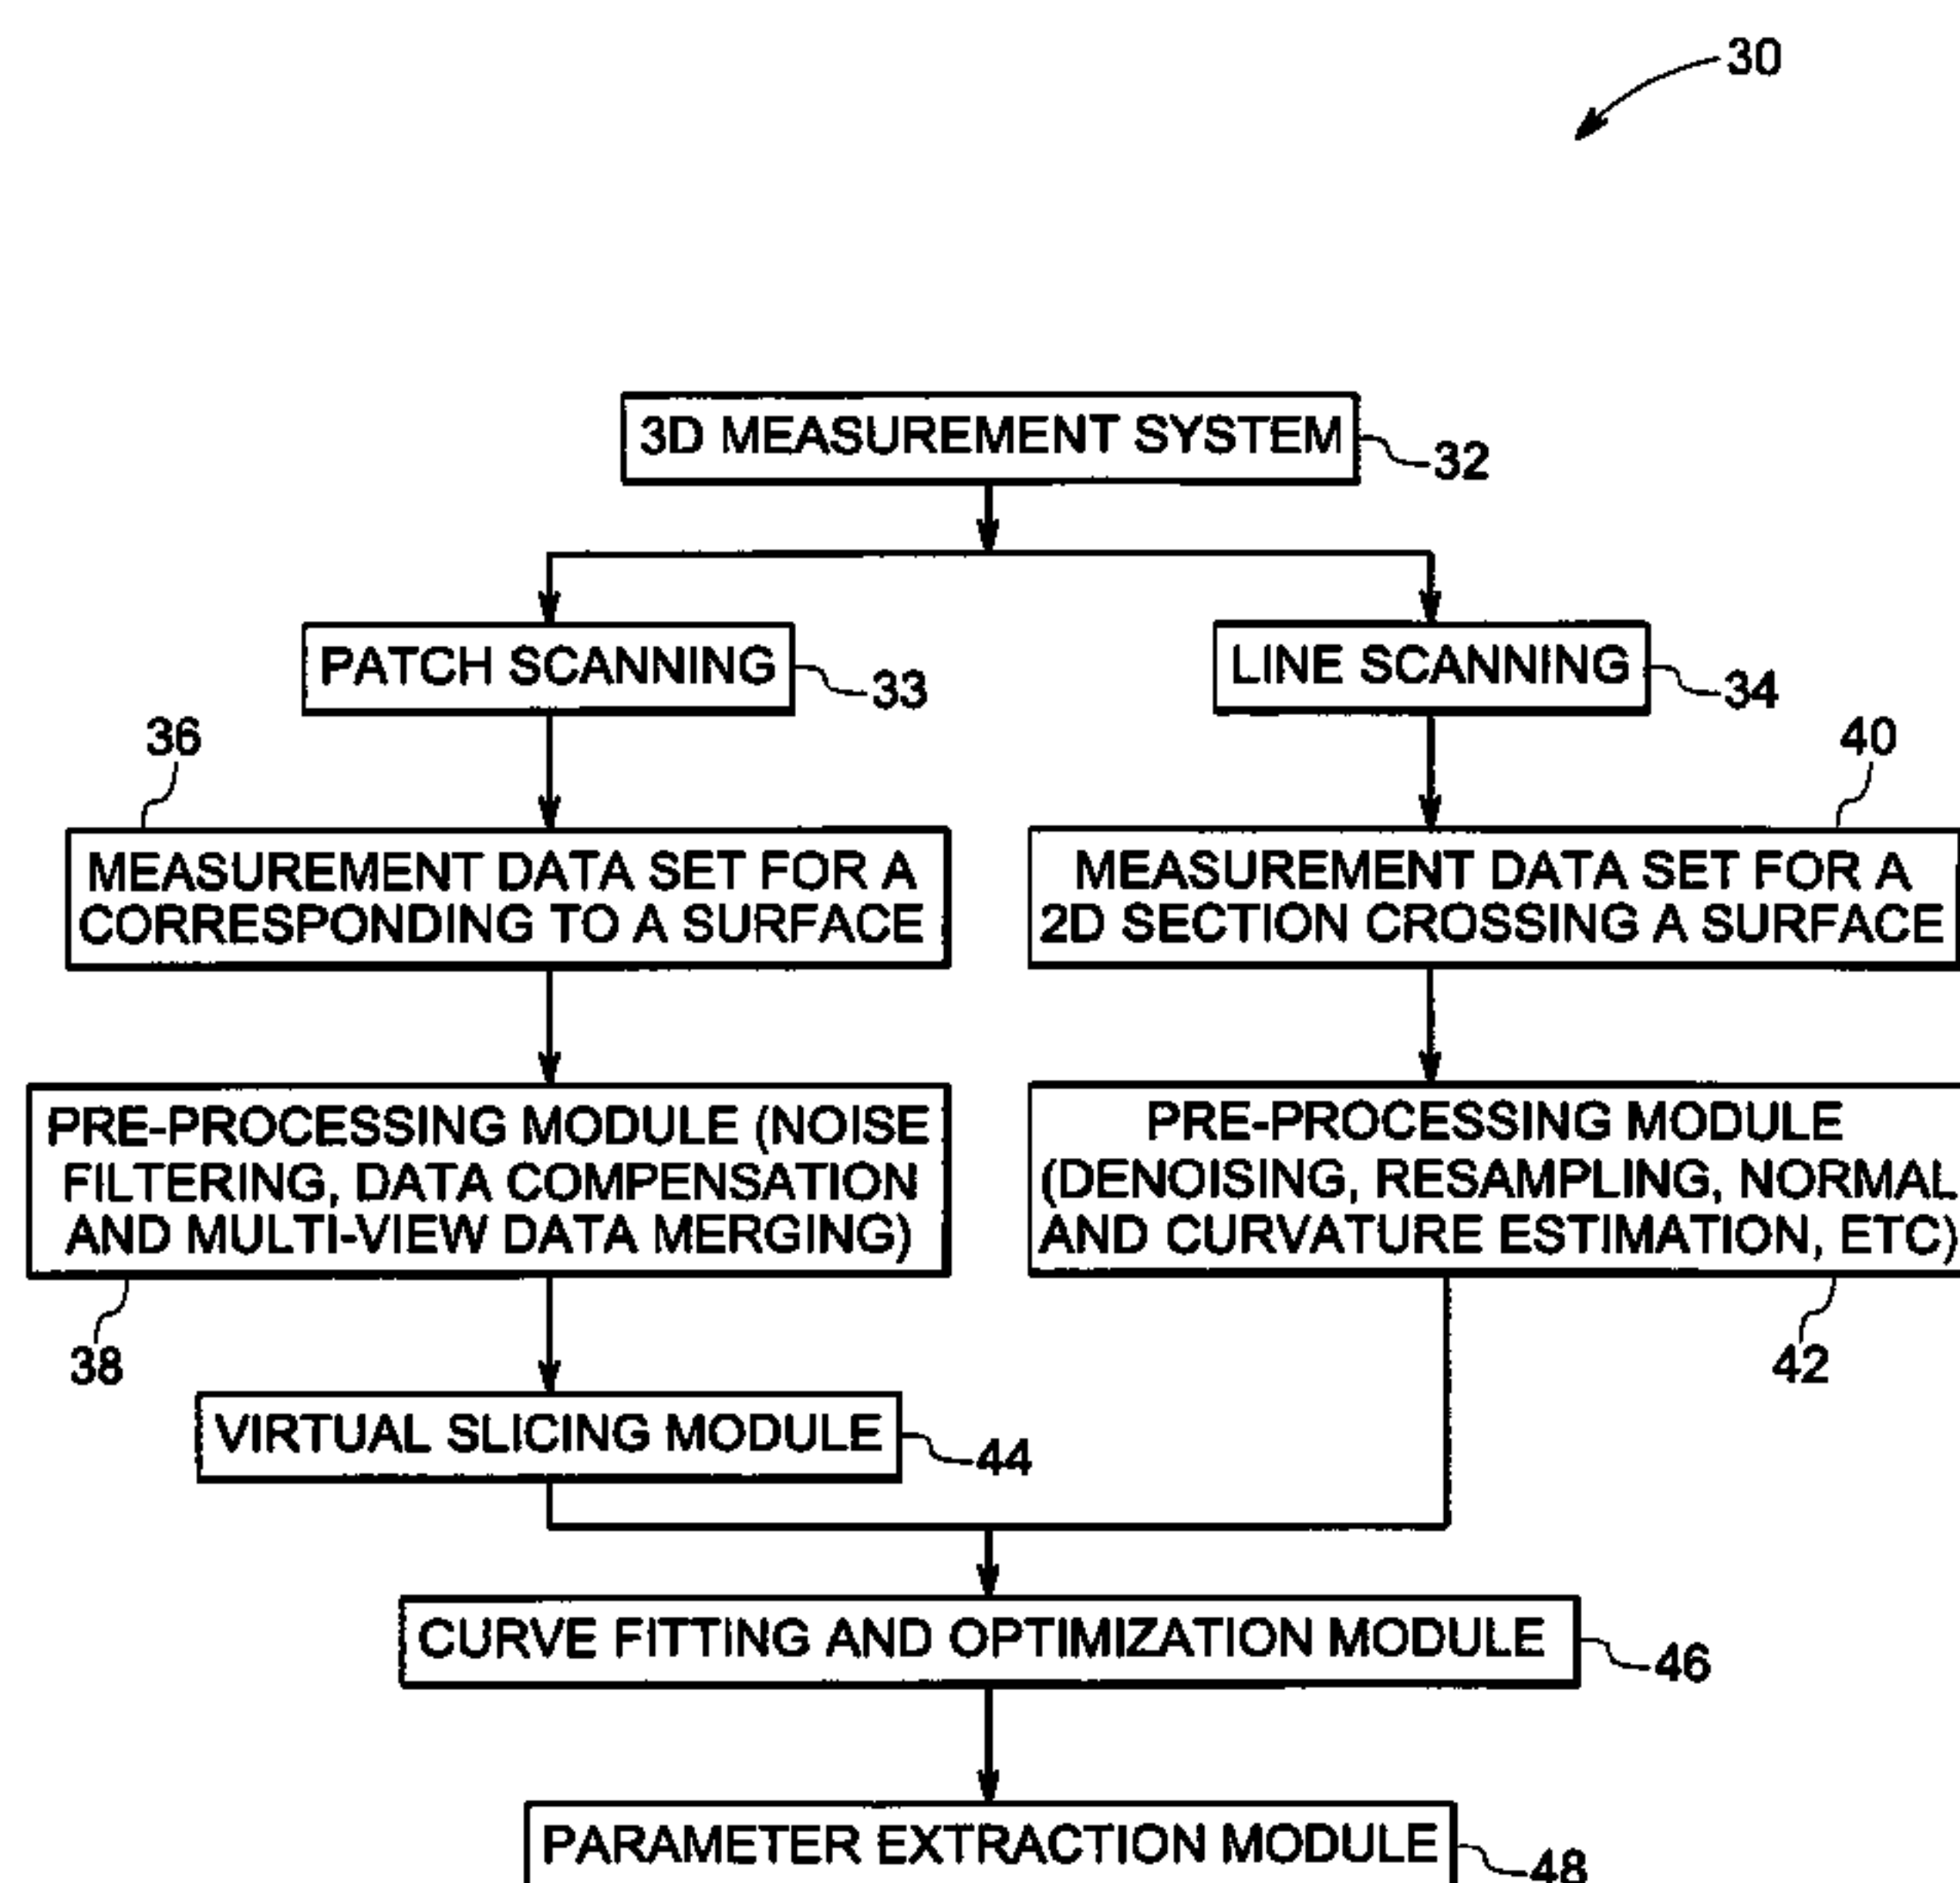 30
3D MEASUREMENT SYSTEM
32
PATCH SCANNING
33
LINE SCANNING
34
36
MEASUREMENT DATA SET FOR A
CORRESPONDING TO A SURFACE
40
MEASUREMENT DATA SET FOR A
2D SECTION CROSSING A SURFACE
PRE-PROCESSING MODULE (NOISE
FILTERING, DATA COMPENSATION
AND MULTI-VIEW DATA MERGING)
38
PRE-PROCESSING MODULE
(DENOISING, RESAMPLING, NORMAL
AND CURVATURE ESTIMATION, ETC)
42
VIRTUAL SLICING MODULE
44
CURVE FITTING AND OPTIMIZATION MODULE
46
PARAMETER EXTRACTION MODULE
48